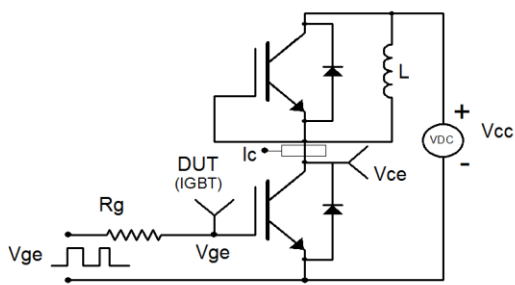 L
+
VDC
Vcc
-
Ic
DUT
(IGBT)
Vce
Rg
Vge
Vge